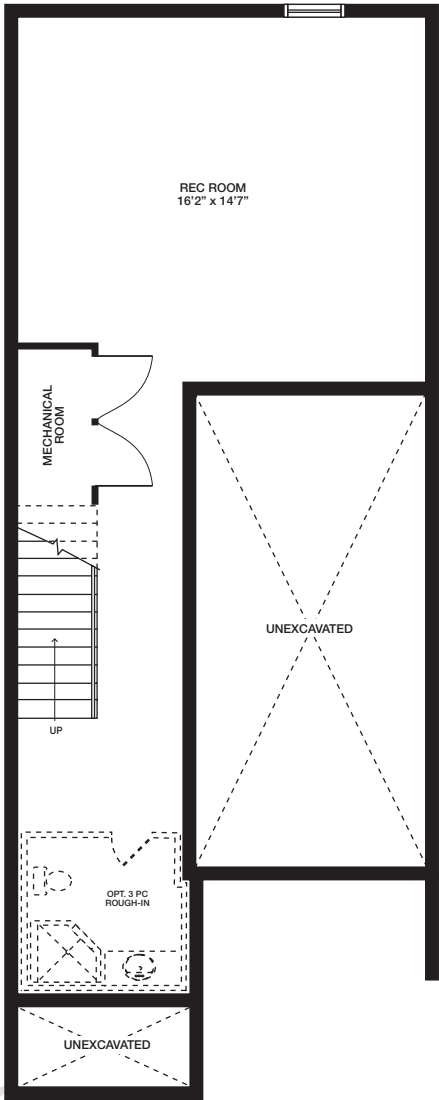 REC ROOM
16’2” x 14’7”
MECHANICAL
ROOM
UNEXCAVATED
UP
OPT. 3 PC
ROUGH-IN
UNEXCAVATED